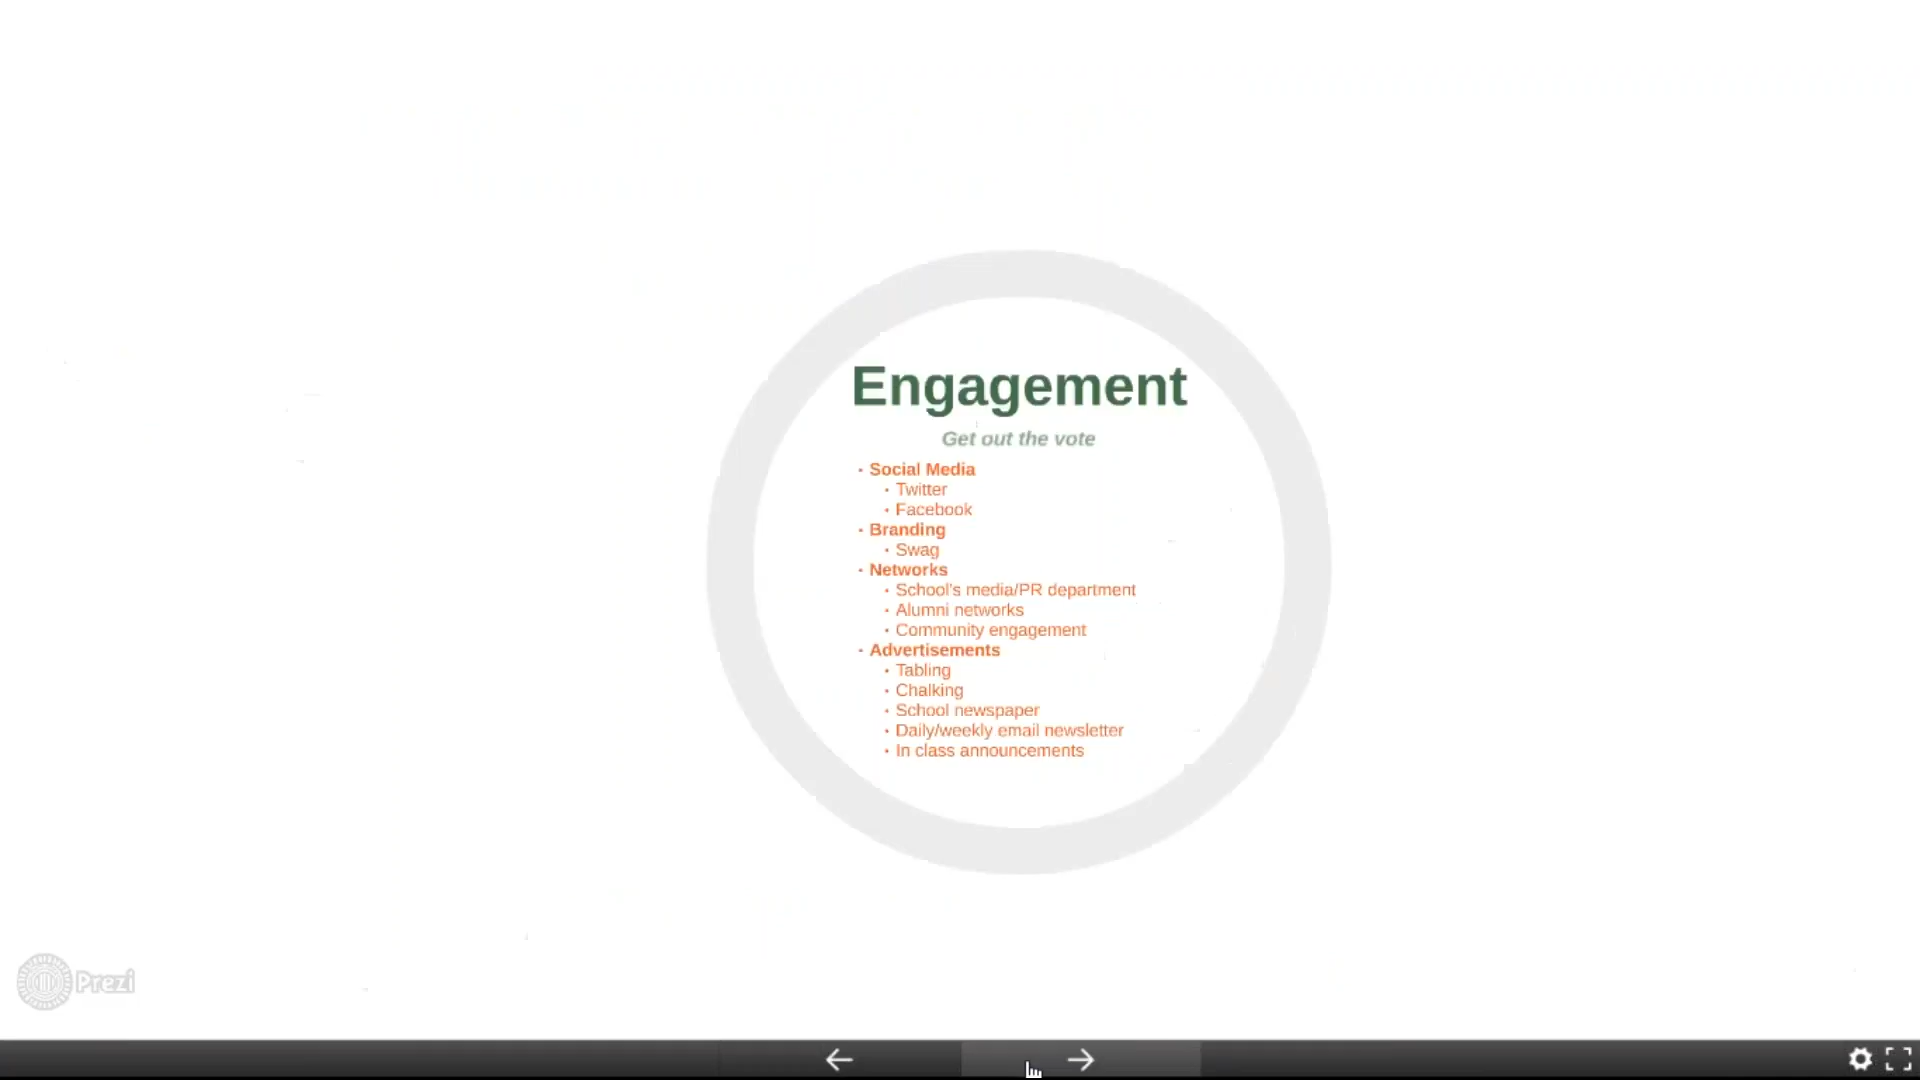 Engagement
Get out the vote
· Social Media
· Twitter
· Facebook
· Branding
· Swag
· Networks
· School's media/PR department
· Alumni networks
· Community engagement
· Advertisements
· Tabling
· Chalking
· School newspaper
· Daily/weekly email newsletter
· In class announcements
Prezi